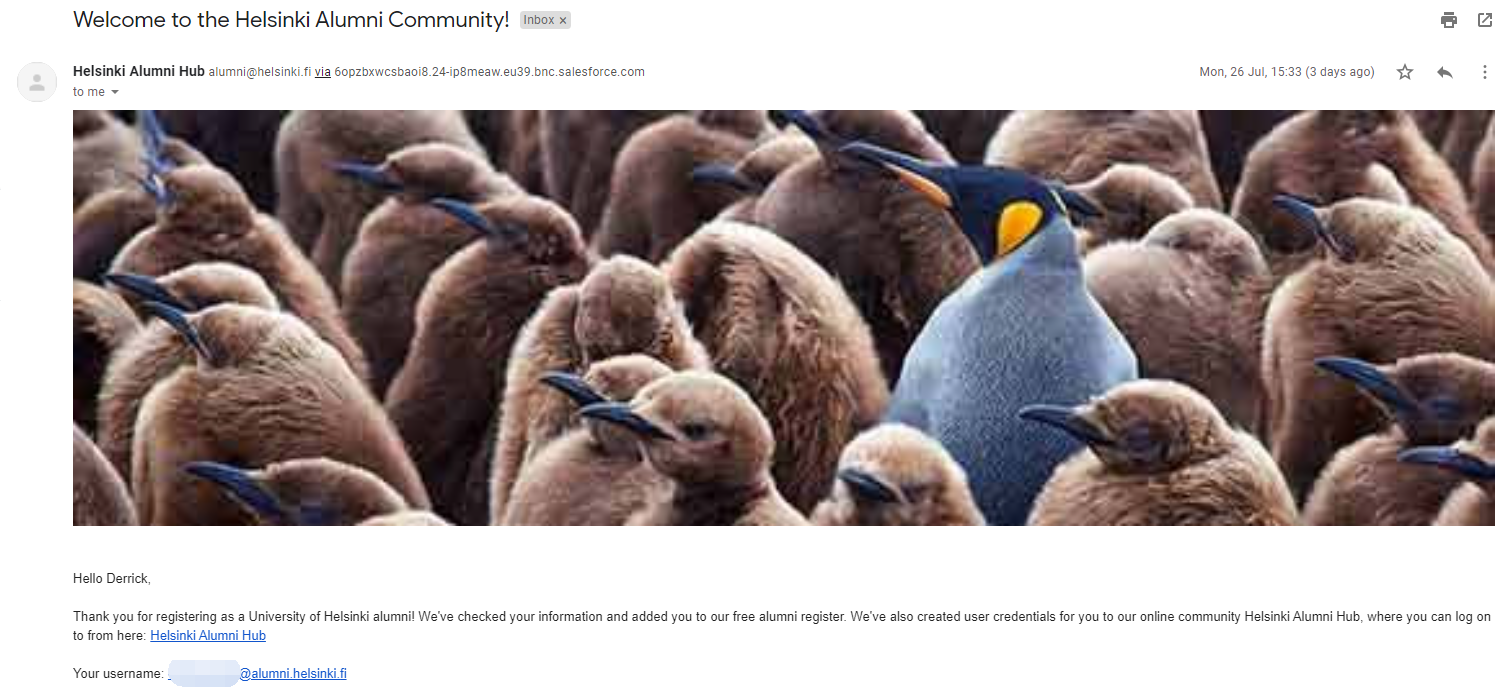 Welcome to the Helsinki Alumni Community! Inbox ×
Helsinki Alumni Hub alumni@helsinki.fi via 6opzbxwcsbaoi8.24-ip8meaw.eu39.bnc.salesforce.com Mon, 26 Jul, 15:33 (3 days ago)
to me
Hello Derrick,
Thank you for registering as a University of Helsinki alumni! We've checked your information and added you to our free alumni register. We've also created user credentials for you to our online community Helsinki Alumni Hub, where you can log on
to from here: Helsinki Alumni Hub
Your username: @alumni.helsinki.fi